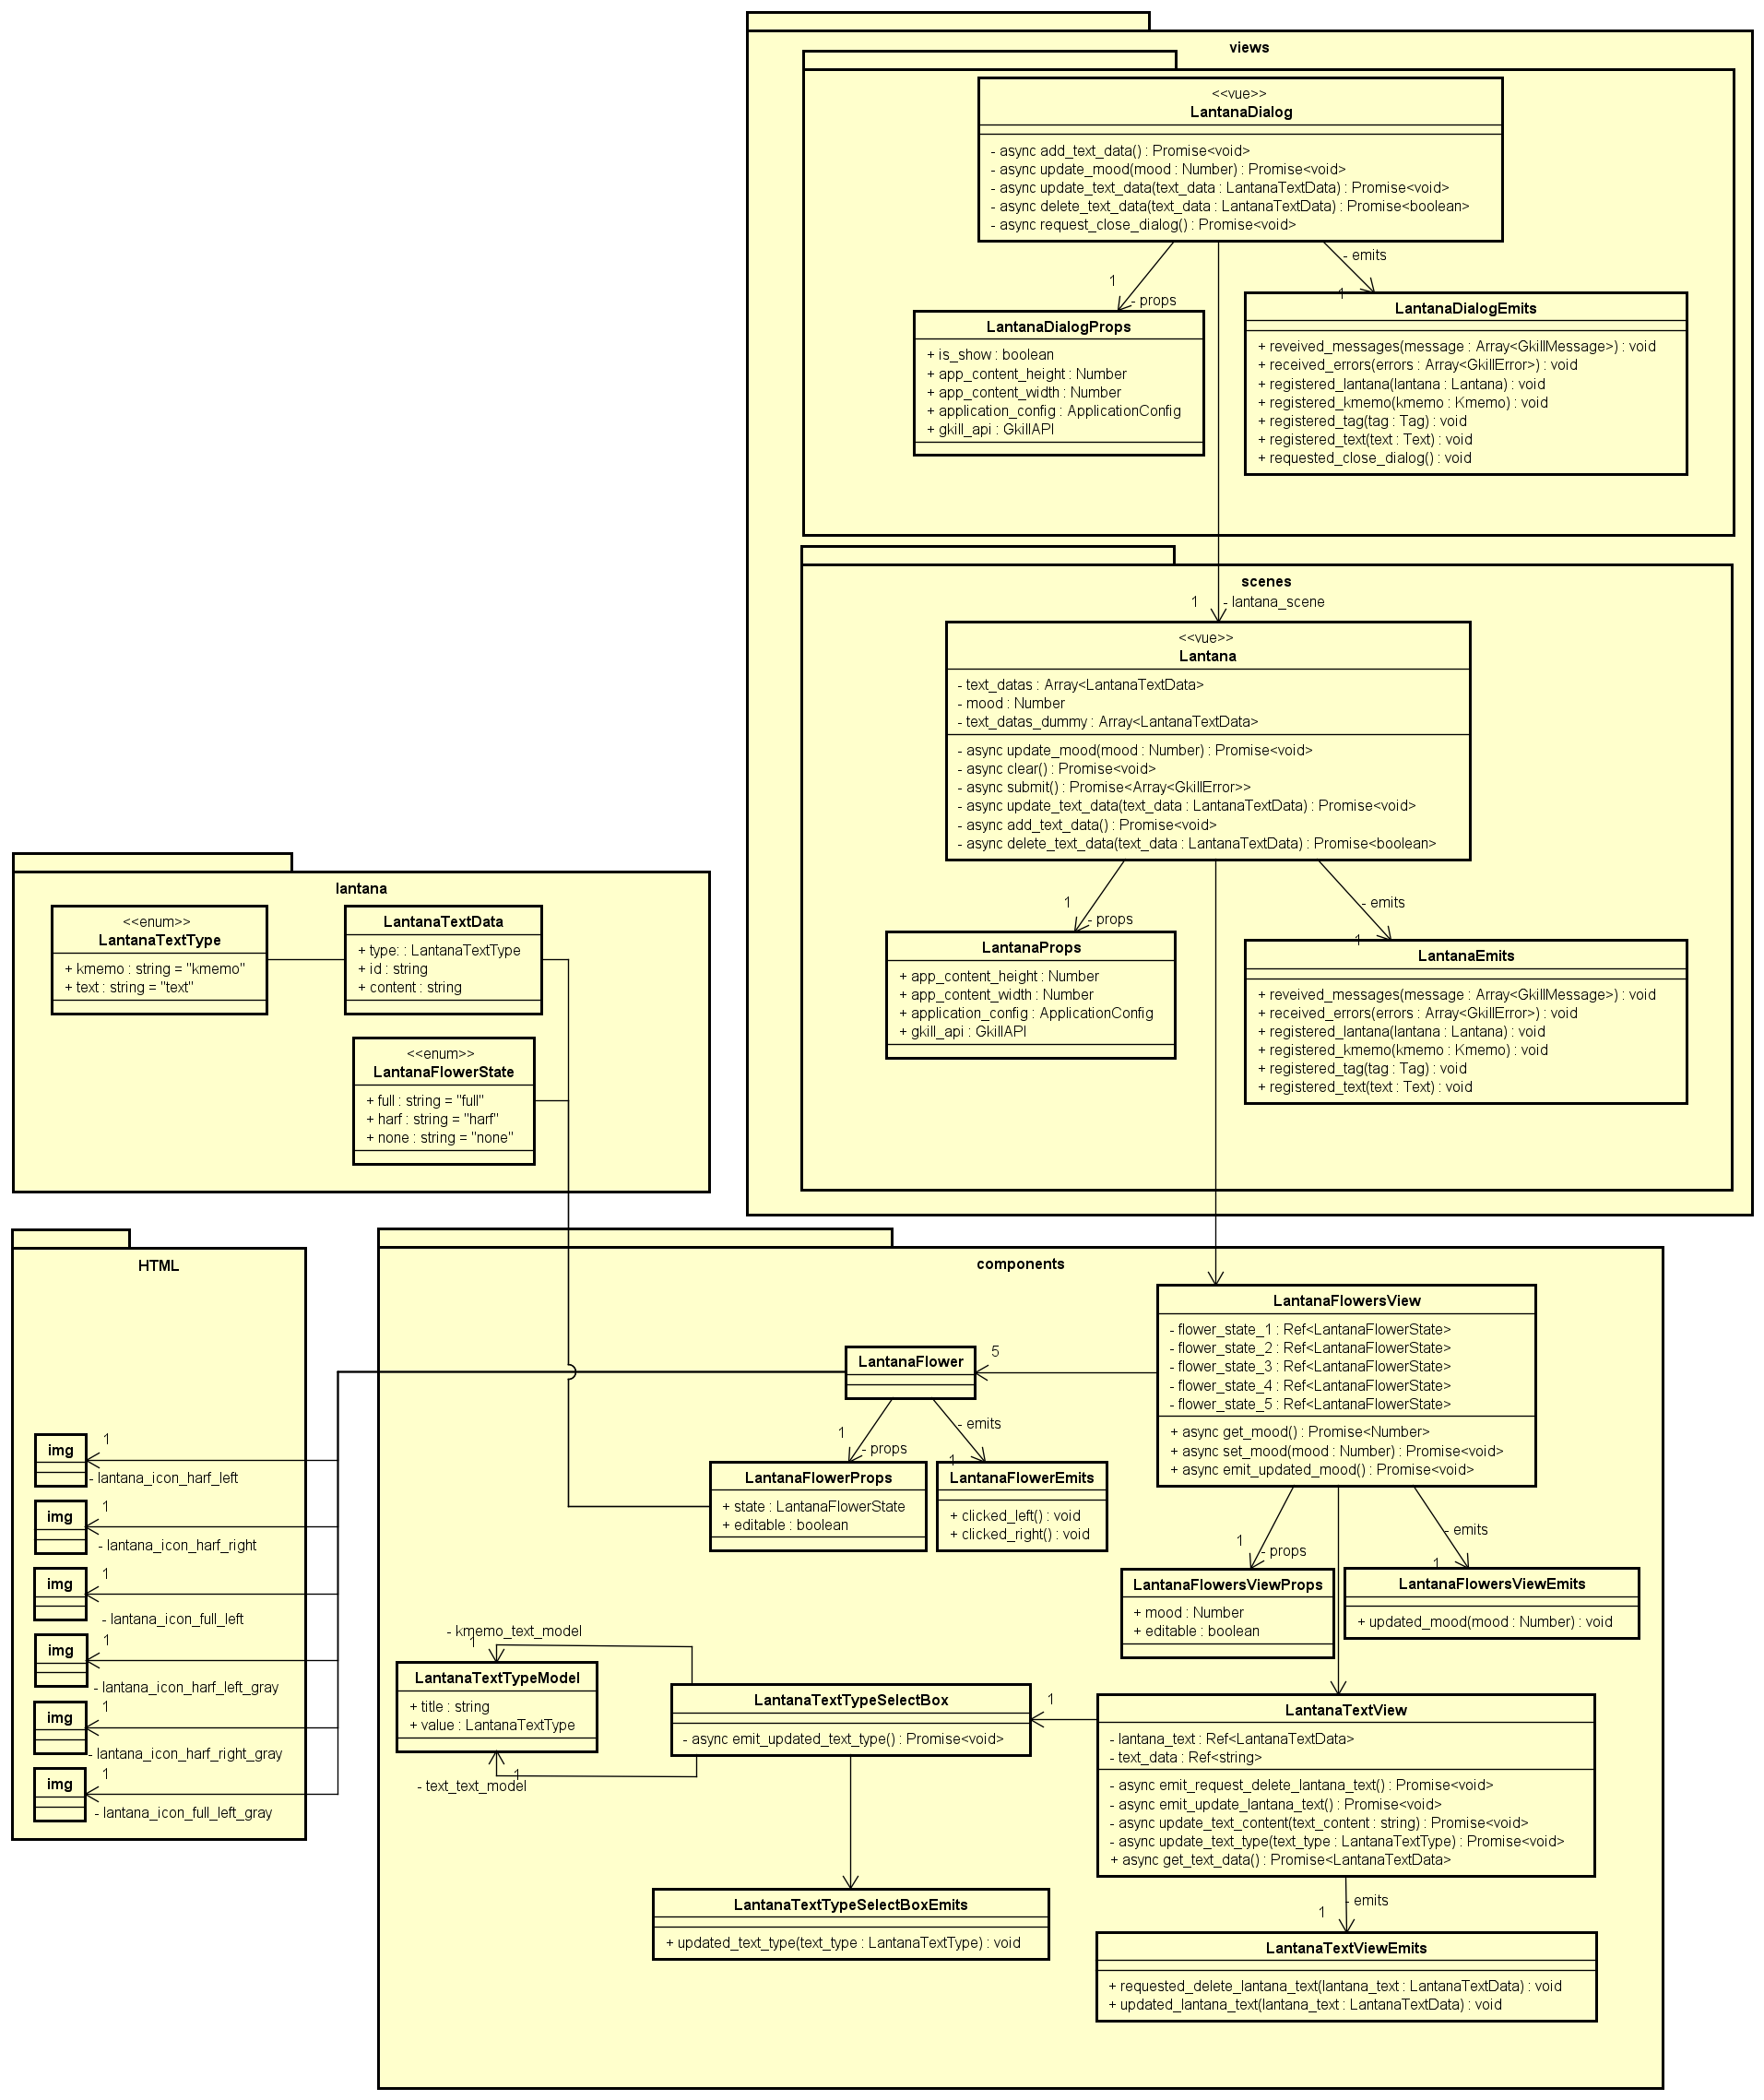 views
<<vue>>
LantanaDialog
- async add_text_data() : Promise<void>
- async update_mood(mood : Number) : Promise<void>
- async update_text_data(text_data : LantanaTextData) : Promise<void>
- async delete_text_data(text_data : LantanaTextData) : Promise<boolean>
- async request_close_dialog() : Promise<void>
- emits
1
1
- props
LantanaDialogProps
+ is_show : boolean
+ app_content_height : Number
+ app_content_width : Number
+ application_config : ApplicationConfig
+ gkill_api : GkillAPI
LantanaDialogEmits
+ reveived_messages(message : Array<GkillMessage>) : void
+ received_errors(errors : Array<GkillError>) : void
+ registered_lantana(lantana : Lantana) : void
+ registered_kmemo(kmemo : Kmemo) : void
+ registered_tag(tag : Tag) : void
+ registered_text(text : Text) : void
+ requested_close_dialog() : void
scenes
1
- lantana_scene
<<vue>>
Lantana
- text_datas : Array<LantanaTextData>
- mood : Number
- text_datas_dummy : Array<LantanaTextData>
- async update_mood(mood : Number) : Promise<void>
- async clear() : Promise<void>
- async submit() : Promise<Array<GkillError>>
- async update_text_data(text_data : LantanaTextData) : Promise<void>
- async add_text_data() : Promise<void>
- async delete_text_data(text_data : LantanaTextData) : Promise<boolean>
1
- props
- emits
1
LantanaProps
+ app_content_height : Number
+ app_content_width : Number
+ application_config : ApplicationConfig
+ gkill_api : GkillAPI
LantanaEmits
+ reveived_messages(message : Array<GkillMessage>) : void
+ received_errors(errors : Array<GkillError>) : void
+ registered_lantana(lantana : Lantana) : void
+ registered_kmemo(kmemo : Kmemo) : void
+ registered_tag(tag : Tag) : void
+ registered_text(text : Text) : void
lantana
<<enum>>
LantanaTextType
+ kmemo : string = "kmemo"
+ text : string = "text"
LantanaTextData
+ type: : LantanaTextType
+ id : string
+ content : string
<<enum>>
LantanaFlowerState
+ full : string = "full"
+ harf : string = "harf"
+ none : string = "none"
HTML
img
1
- lantana_icon_harf_left
img
1
- lantana_icon_harf_right
img
1
- lantana_icon_full_left
img
1
- lantana_icon_harf_left_gray
img
1
- lantana_icon_harf_right_gray
img
1
- lantana_icon_full_left_gray
components
LantanaFlowersView
- flower_state_1 : Ref<LantanaFlowerState>
- flower_state_2 : Ref<LantanaFlowerState>
- flower_state_3 : Ref<LantanaFlowerState>
- flower_state_4 : Ref<LantanaFlowerState>
- flower_state_5 : Ref<LantanaFlowerState>
+ async get_mood() : Promise<Number>
+ async set_mood(mood : Number) : Promise<void>
+ async emit_updated_mood() : Promise<void>
LantanaFlower
5
1
- props
- emits
1
LantanaFlowerProps
+ state : LantanaFlowerState
+ editable : boolean
LantanaFlowerEmits
+ clicked_left() : void
+ clicked_right() : void
1
- props
- emits
1
LantanaFlowersViewProps
+ mood : Number
+ editable : boolean
LantanaFlowersViewEmits
+ updated_mood(mood : Number) : void
- kmemo_text_model
1
LantanaTextTypeModel
+ title : string
+ value : LantanaTextType
1
- text_text_model
LantanaTextTypeSelectBox
- async emit_updated_text_type() : Promise<void>
1
LantanaTextView
- lantana_text : Ref<LantanaTextData>
- text_data : Ref<string>
- async emit_request_delete_lantana_text() : Promise<void>
- async emit_update_lantana_text() : Promise<void>
- async update_text_content(text_content : string) : Promise<void>
- async update_text_type(text_type : LantanaTextType) : Promise<void>
+ async get_text_data() : Promise<LantanaTextData>
LantanaTextTypeSelectBoxEmits
+ updated_text_type(text_type : LantanaTextType) : void
- emits
1
LantanaTextViewEmits
+ requested_delete_lantana_text(lantana_text : LantanaTextData) : void
+ updated_lantana_text(lantana_text : LantanaTextData) : void